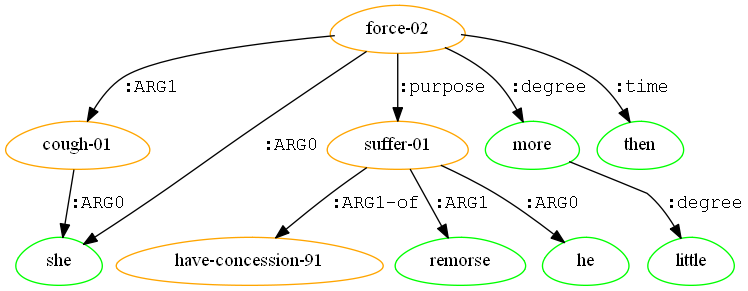 force-02
:ARG1 :ARG0 :purpose :degree :time
cough-01 suffer-01 more then
:ARG0 :ARG1-of :ARG1 :ARG0 :degree
she have-concession-91 remorse he little